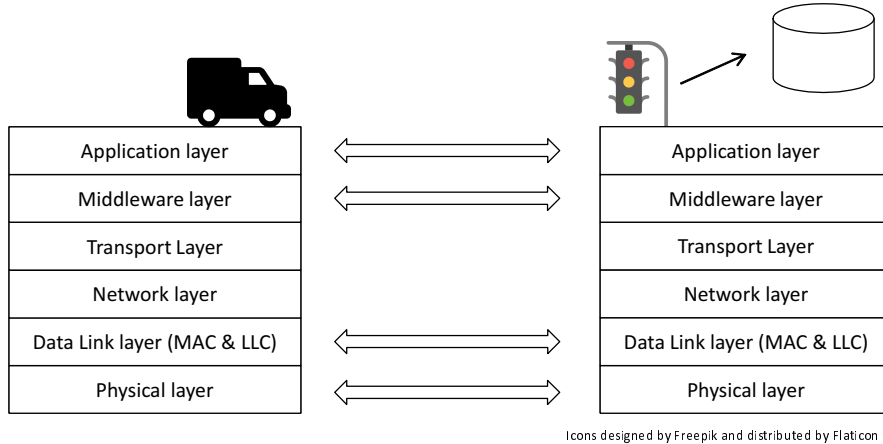 Application layer
Middleware layer
Transport Layer
Network layer
Data Link layer (MAC & LLC)
Physical layer
Application layer
Middleware layer
Transport Layer
Network layer
Data Link layer (MAC & LLC)
Physical layer
Icons designed by Freepik and distributed by Flaticon